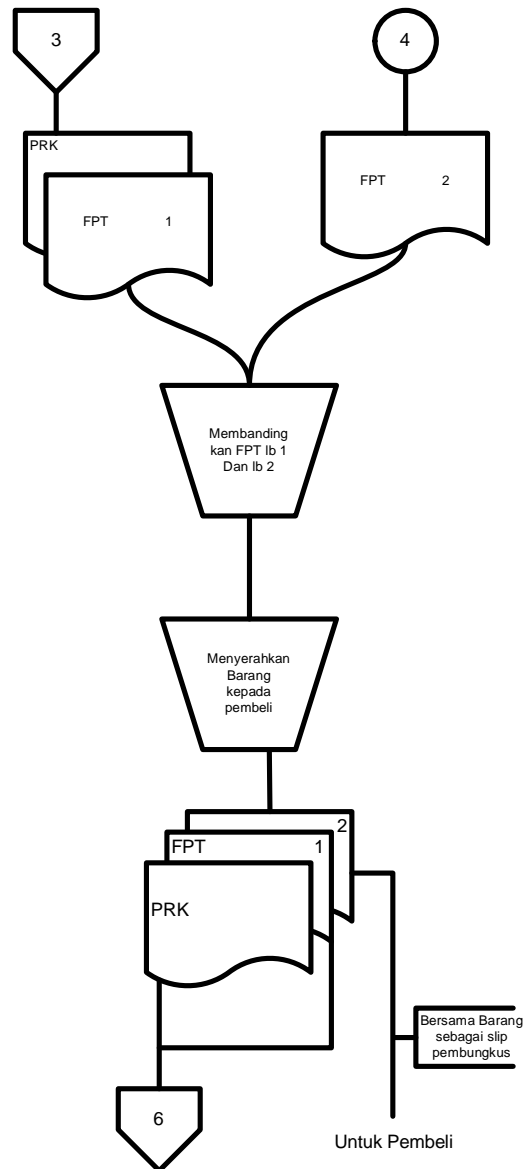 3
4
PRK
FPT 1
FPT 2
Membanding
kan FPT lb 1
Dan lb 2
Menyerahkan
Barang
kepada
pembeli
2
FPT 1
PRK
Bersama Barang
sebagai slip
pembungkus
6
Untuk Pembeli